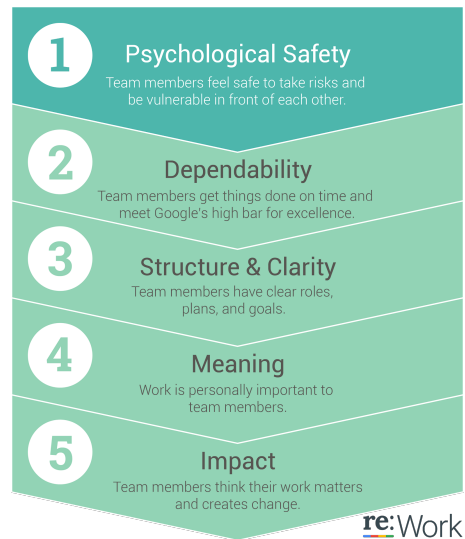 1
Psychological Safety
Team members feel safe to take risks and
be vulnerable in front of each other.
2
Dependability
Team members get things done on time and
meet Google's high bar for excellence.
3
Structure & Clarity
Team members have clear roles,
plans, and goals.
4
Meaning
Work is personally important to
team members.
5
Impact
Team members think their work matters
and creates change.
re:Work